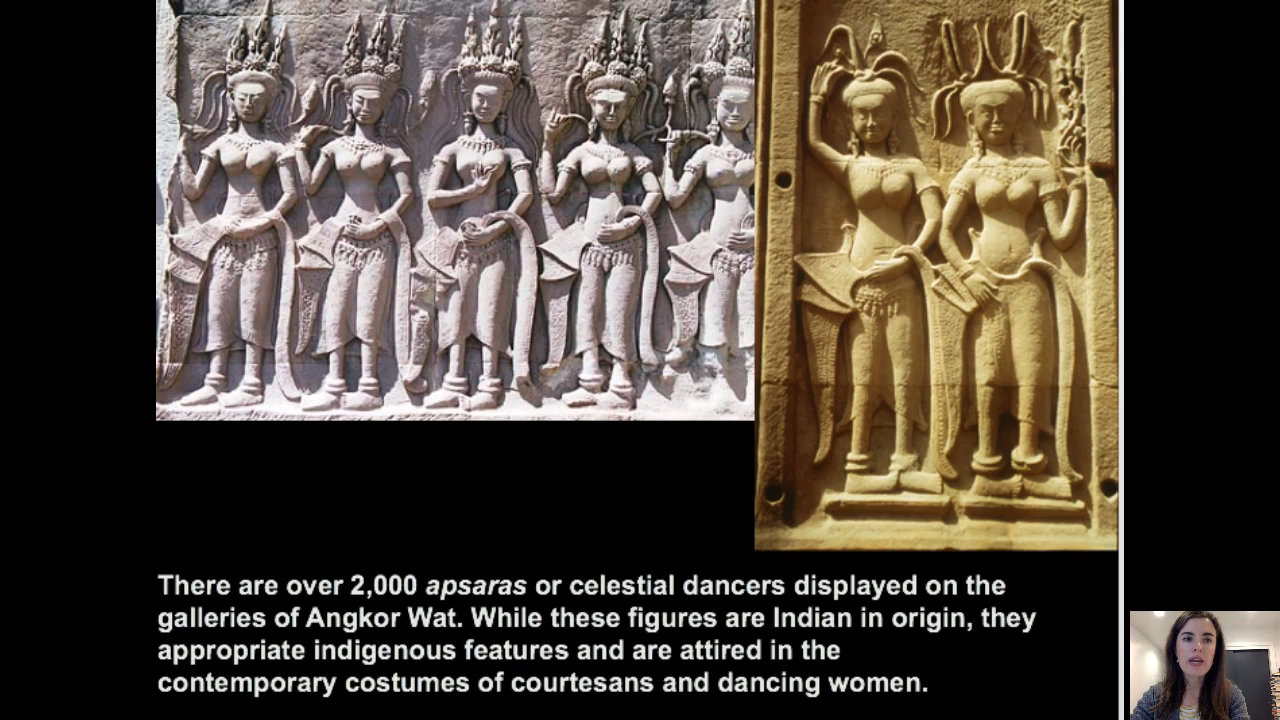 There are over 2,000 apsaras or celestial dancers displayed on the
galleries of Angkor Wat. While these figures are Indian in origin, they
appropriate indigenous features and are attired in the
contemporary costumes of courtesans and dancing women.